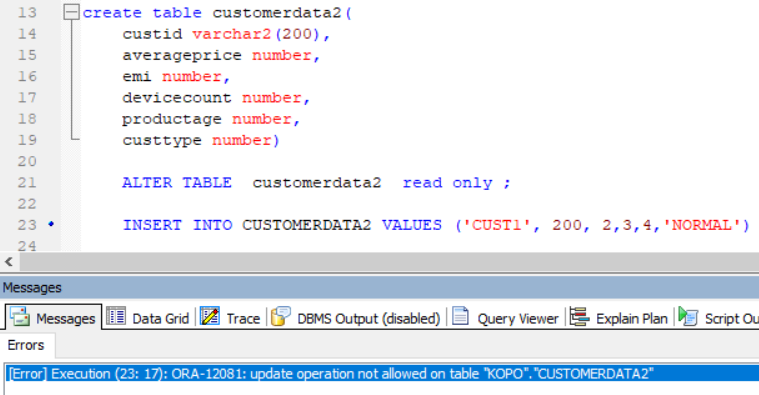 13 create table customerdata2(
14 custid varchar2(200),
15 averageprice number,
16 emi number,
17 devicecount number,
18 productage number,
19 custtype number)
20
21 ALTER TABLE  customerdata2  read only ;
22
23 INSERT INTO CUSTOMERDATA2 VALUES ('CUST1', 200, 2,3,4,'NORMAL')
24
Messages
Messages Data Grid Trace DBMS Output (disabled) Query Viewer Explain Plan Script Ou
Errors
[Error] Execution (23: 17): ORA-12081: update operation not allowed on table "KOPO"."CUSTOMERDATA2"